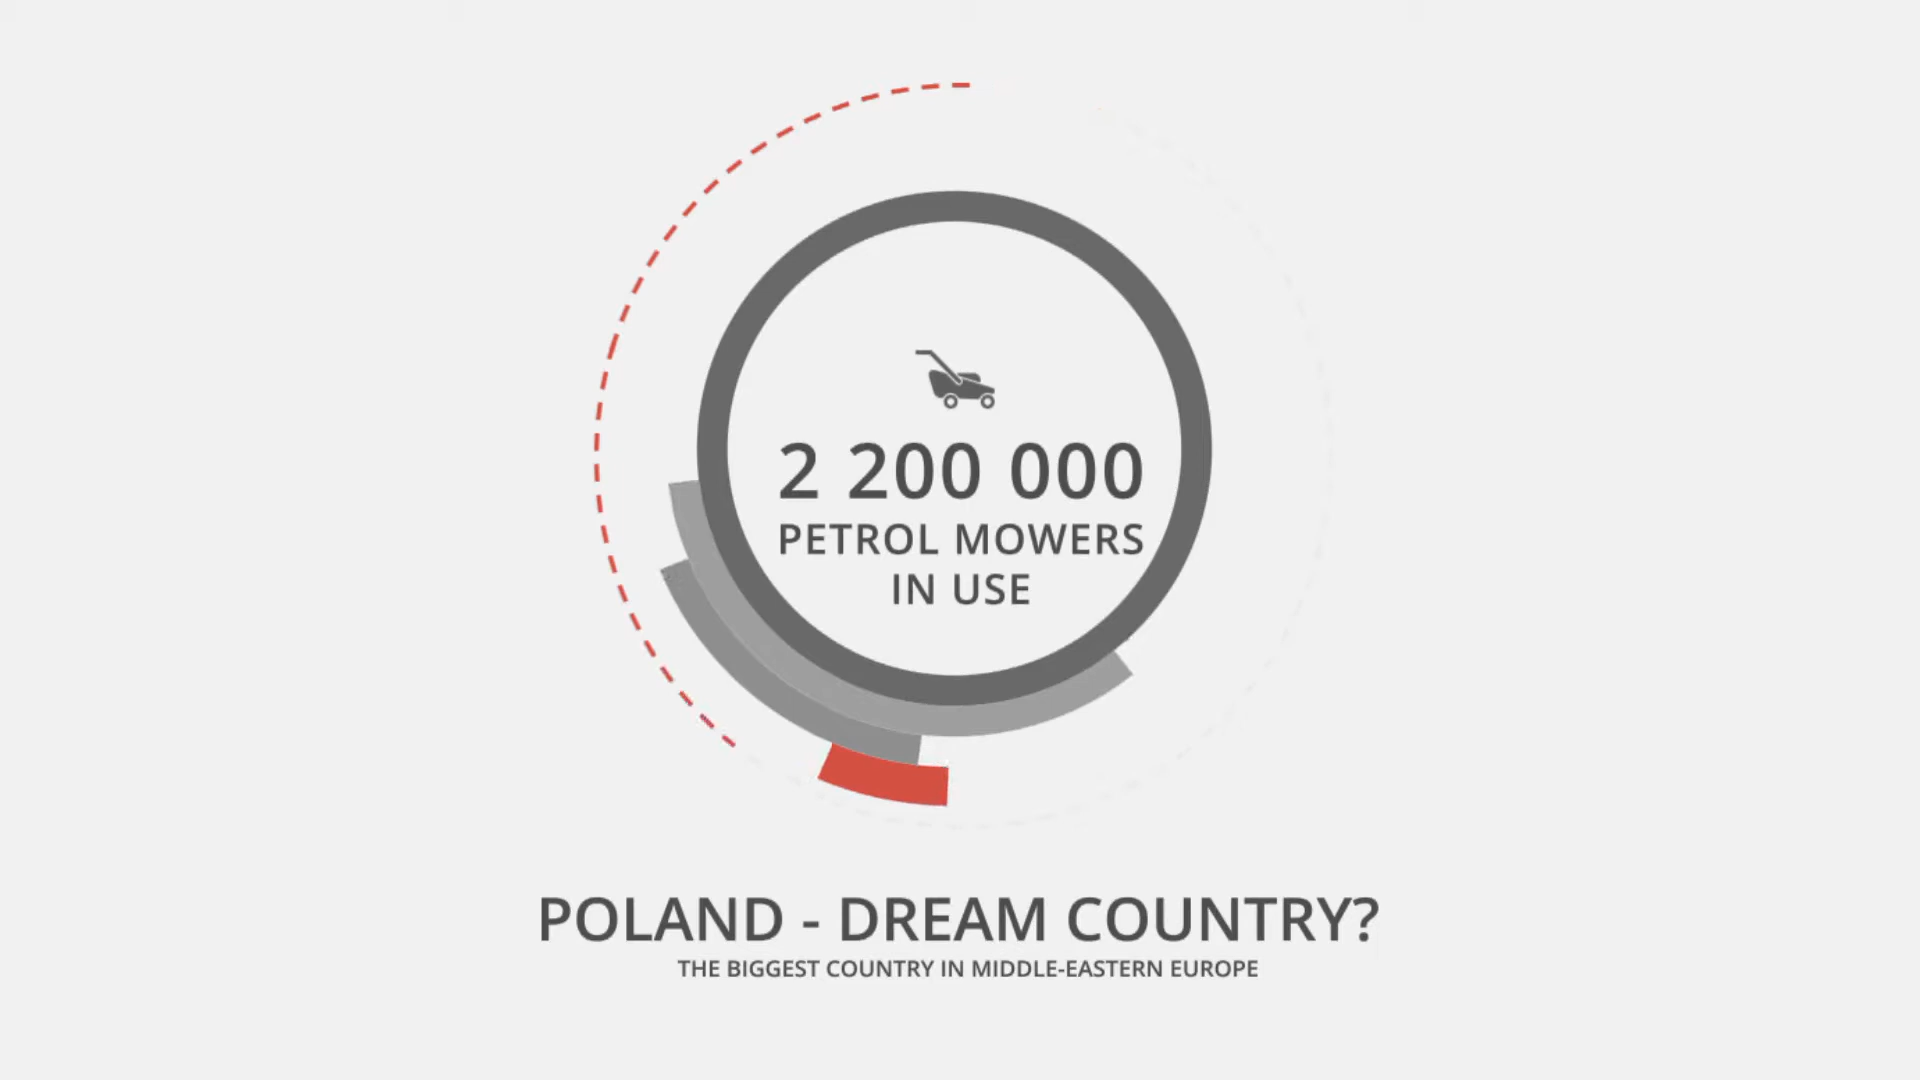 2 200 000
PETROL MOWERS
IN USE
POLAND - DREAM COUNTRY?
THE BIGGEST COUNTRY IN MIDDLE-EASTERN EUROPE